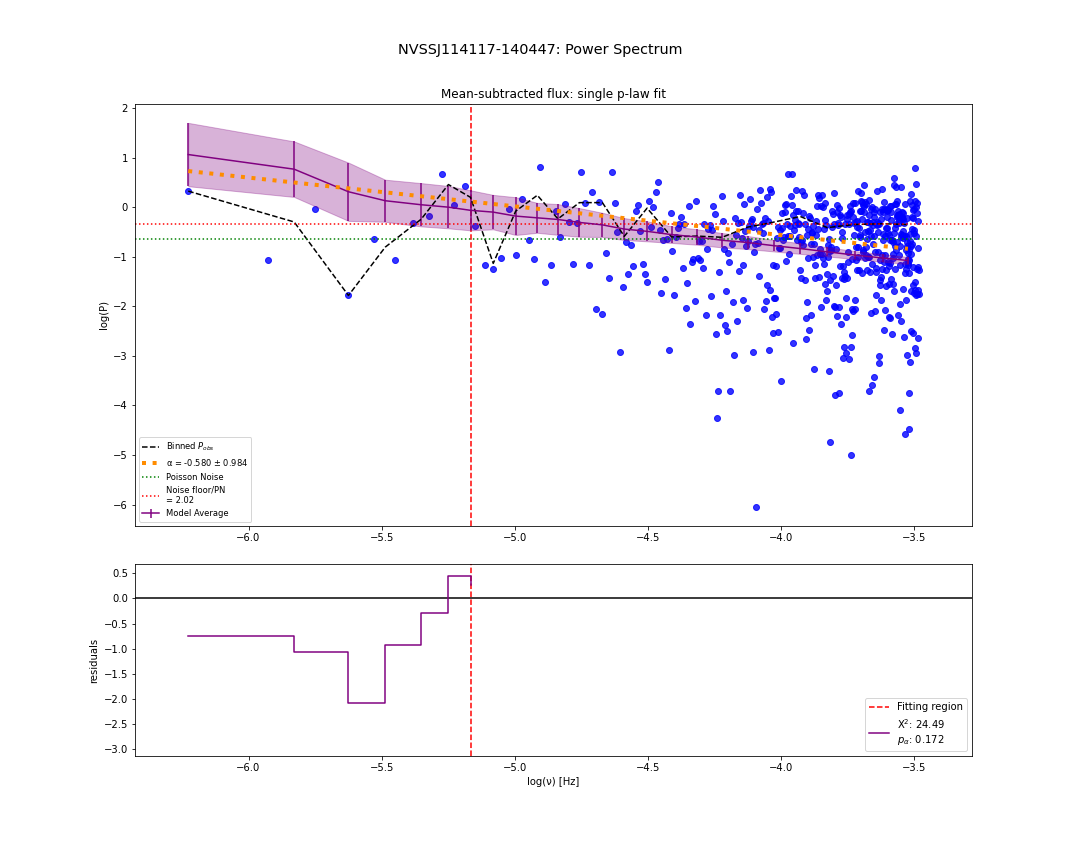 NVSSJ114117-140447: Power Spectrum
Mean-subtracted flux: single p-law fit
log(P)
2
1
0
−1
−2
−3
−4
−5
−6
Binned P_obs
α = -0.580 ± 0.984
Poisson Noise
Noise floor/PN
= 2.02
Model Average
−6.0 −5.5 −5.0 −4.5 −4.0 −3.5
residuals
0.5
0.0
−0.5
−1.0
−1.5
−2.0
−2.5
−3.0
Fitting region
X²: 24.49
p_α: 0.172
−6.0 −5.5 −5.0 −4.5 −4.0 −3.5
log(ν) [Hz]